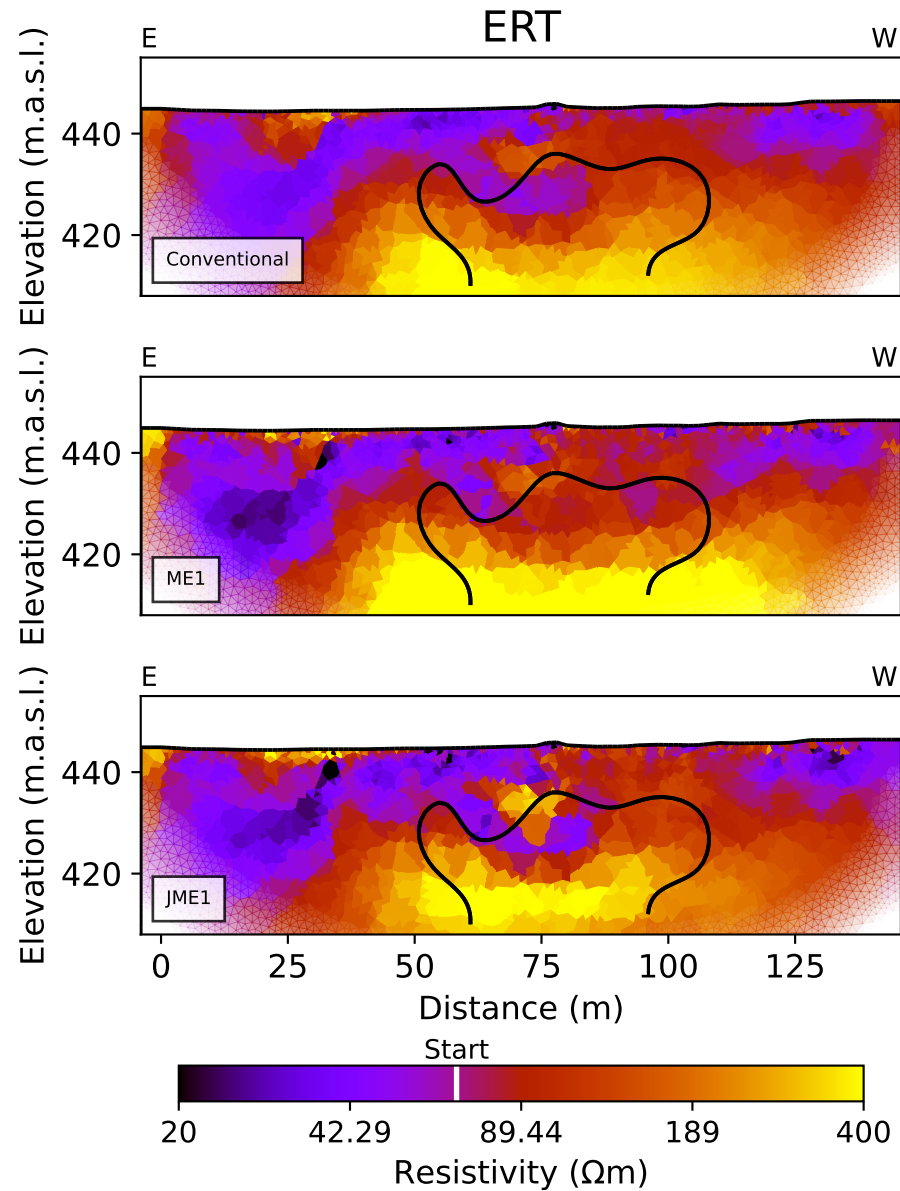 ERT
E W
Elevation (m.a.s.l.)
440
420
Conventional
E W
Elevation (m.a.s.l.)
440
420
ME1
E W
Elevation (m.a.s.l.)
440
420
JME1
0 25 50 75 100 125
Distance (m)
Start
20 42.29 89.44 189 400
Resistivity (Ωm)